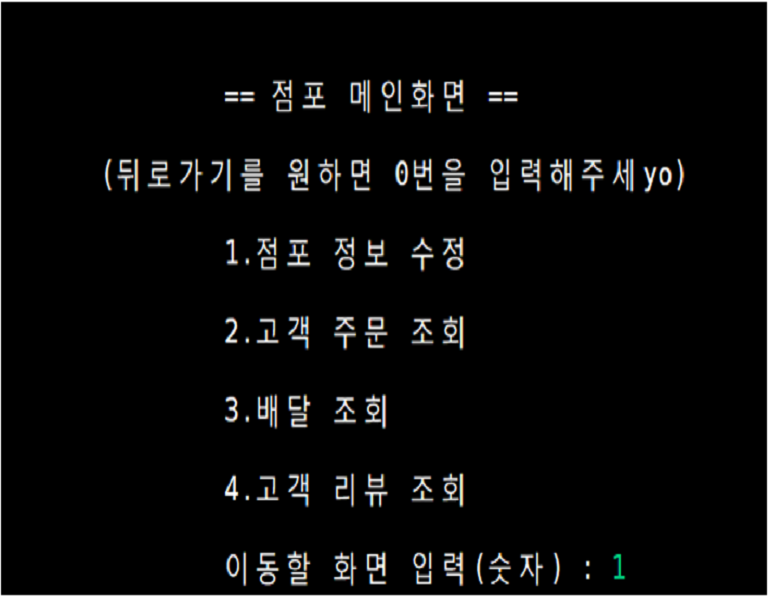 == 점포 메인화면 ==
(뒤로가기를 원하면 0번을 입력해주세yo)
1.점포 정보 수정
2.고객 주문 조회
3.배달 조회
4.고객 리뷰 조회
이동할 화면 입력(숫자) : 1